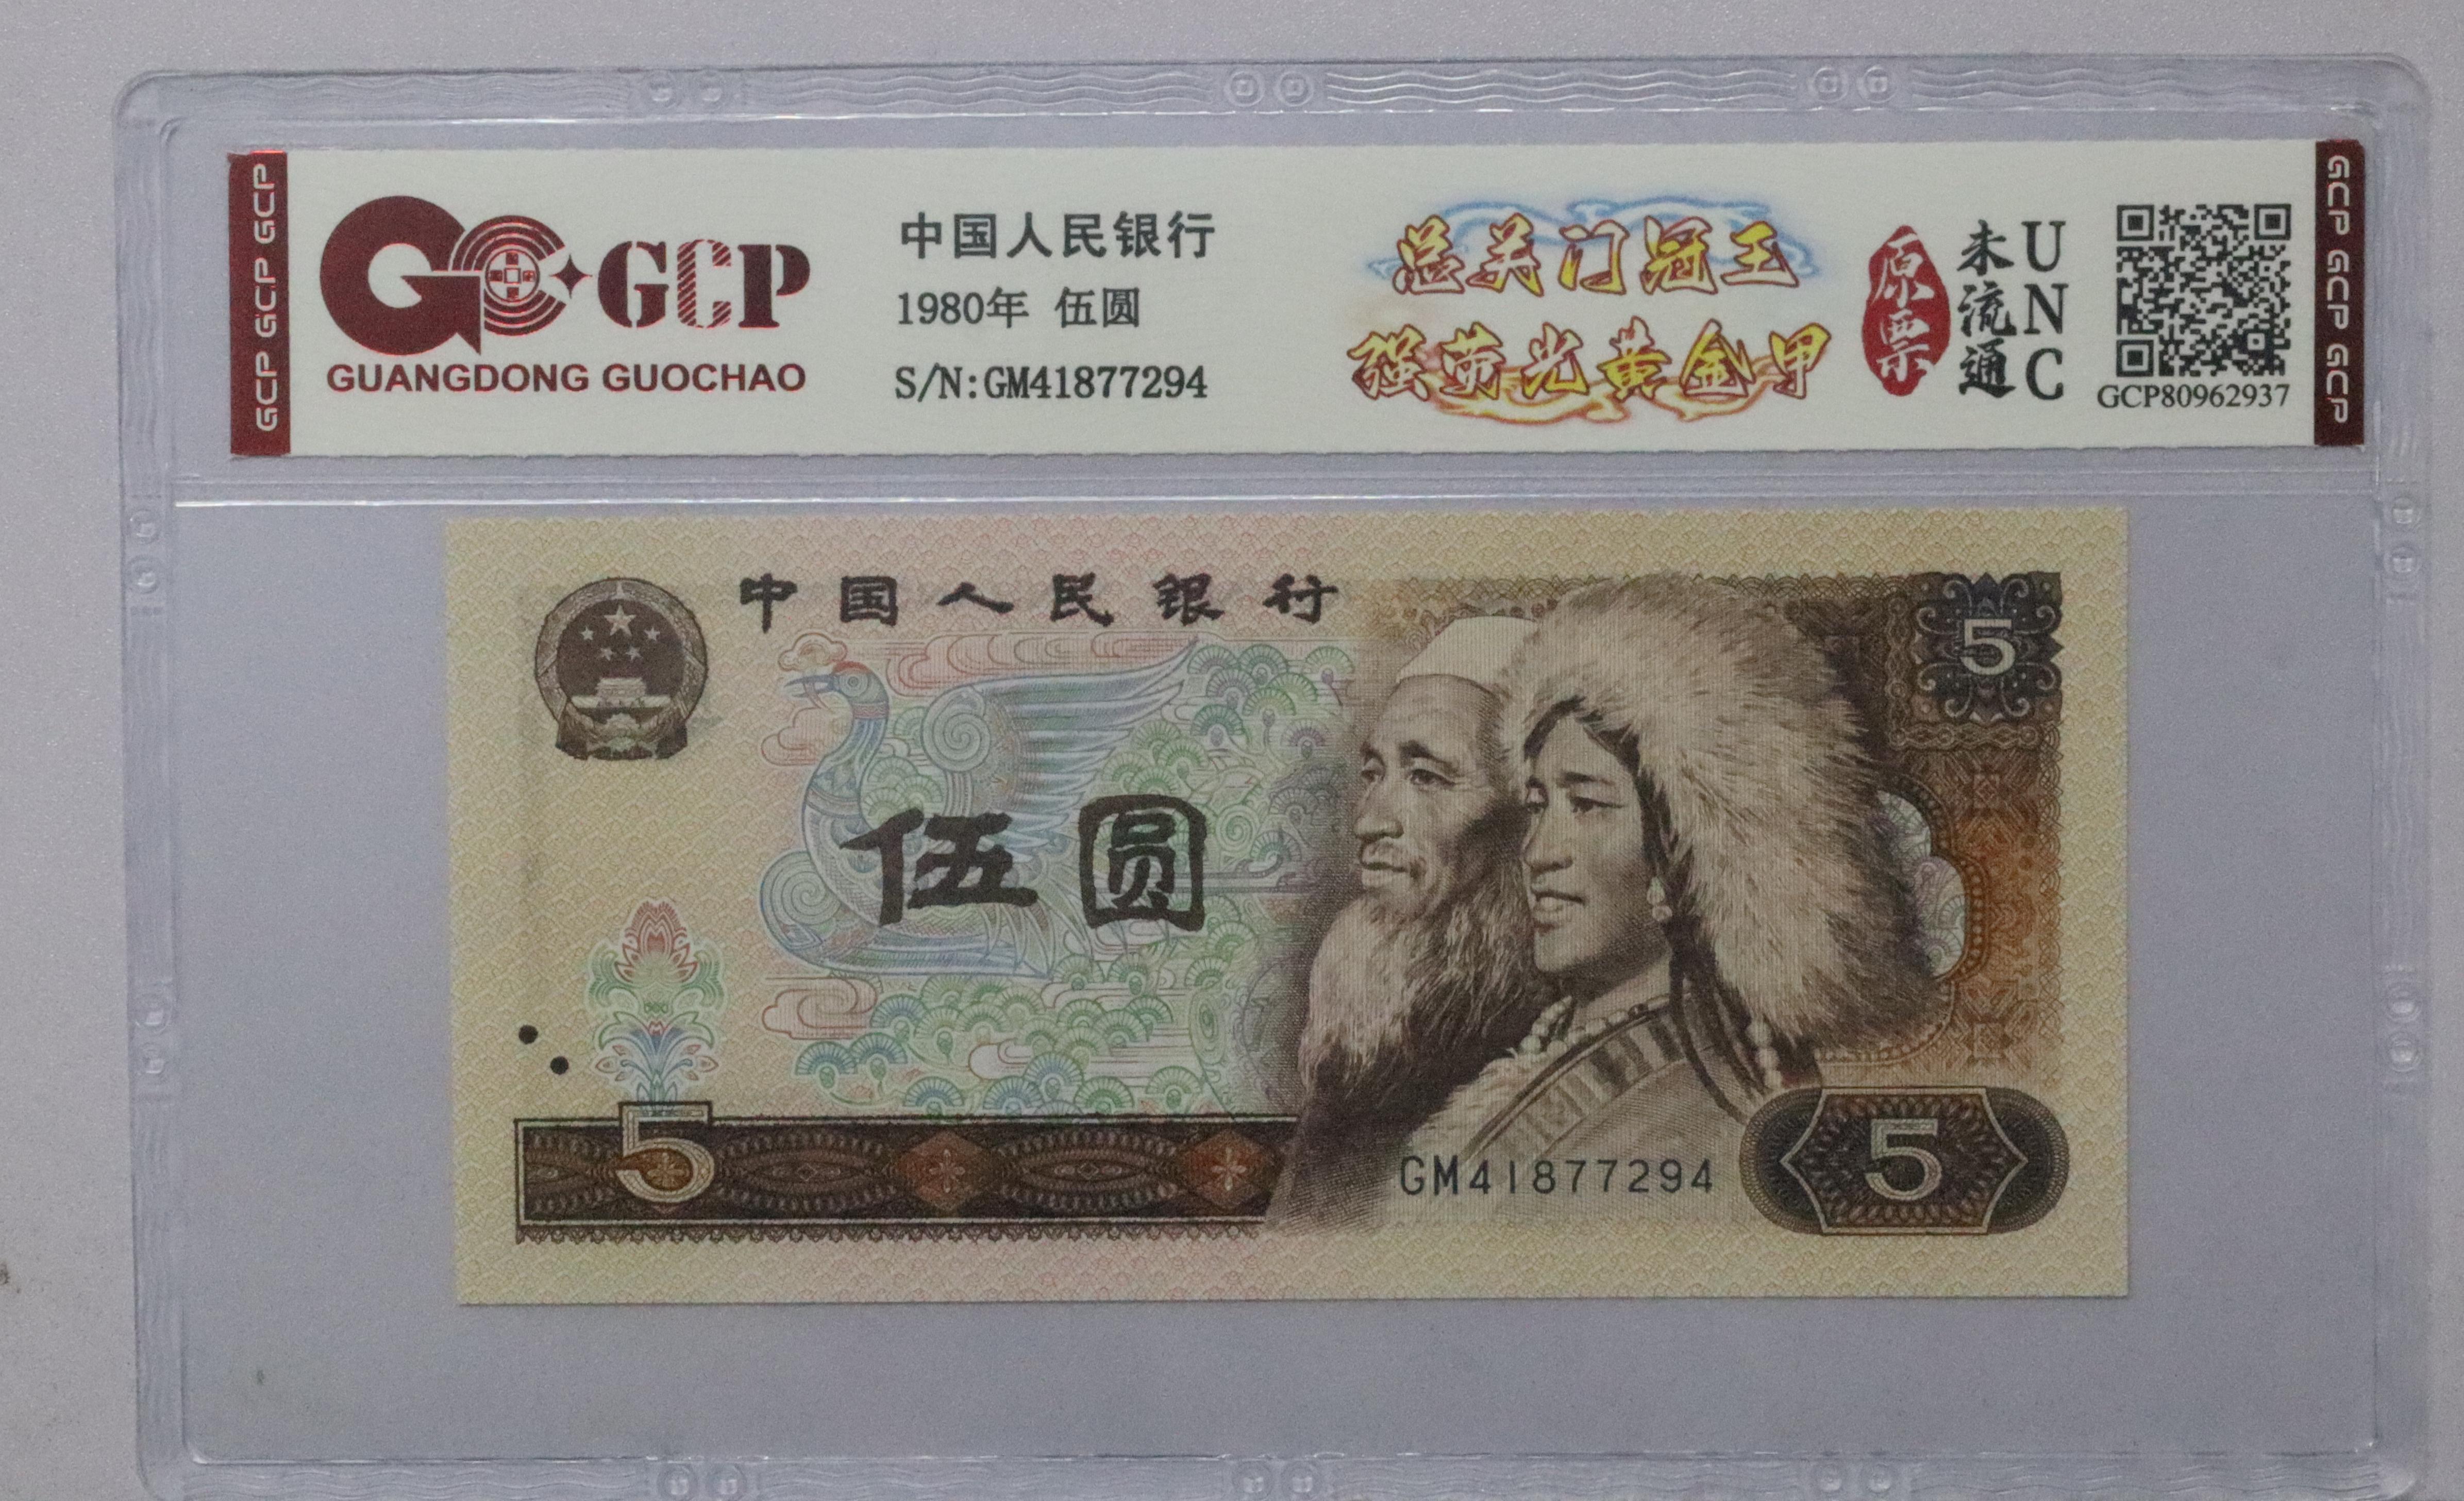 GCP GCP GCP
GCP
GUANGDONG GUOCHAO
中国人民银行
1980年 伍圆
S/N:GM41877294
总关门冠王
强荧光黄金甲
原票
未流通
UNC
GCP80962937
GCP GCP GCP
中国人民银行
5
伍圆
5
GM41877294
5